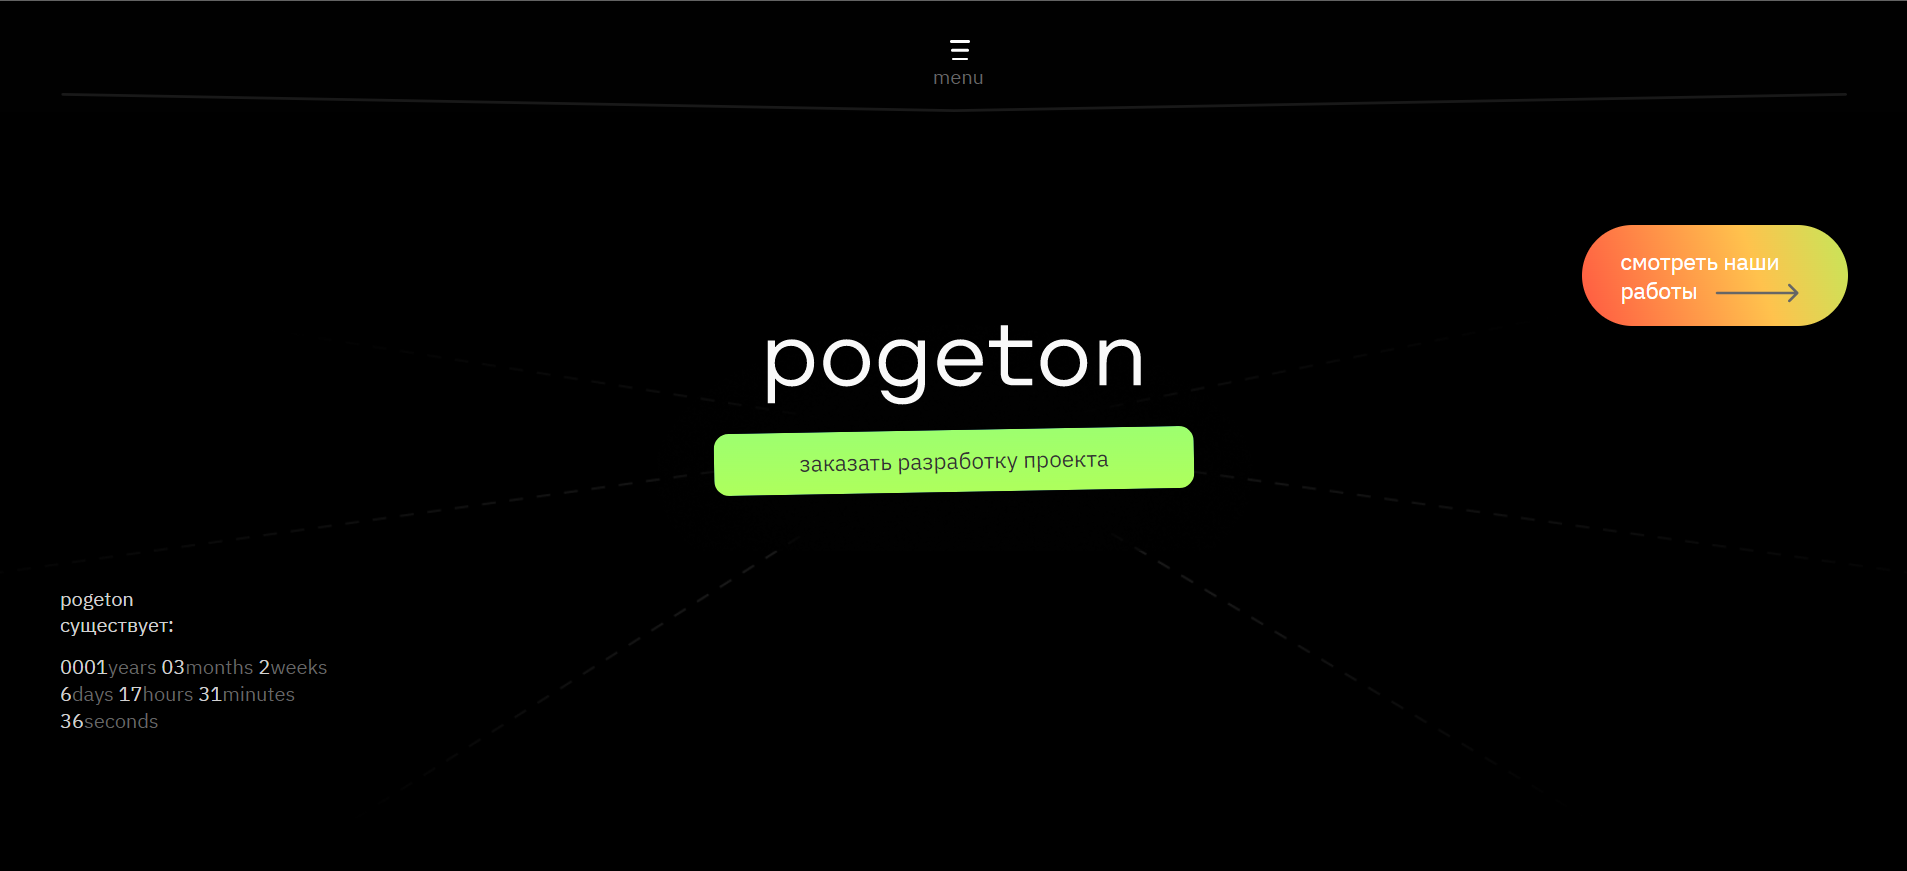 menu
смотреть наши
работы
pogeton
заказать разработку проекта
pogeton
существует:
0001years 03months 2weeks
6days 17hours 31minutes
36seconds